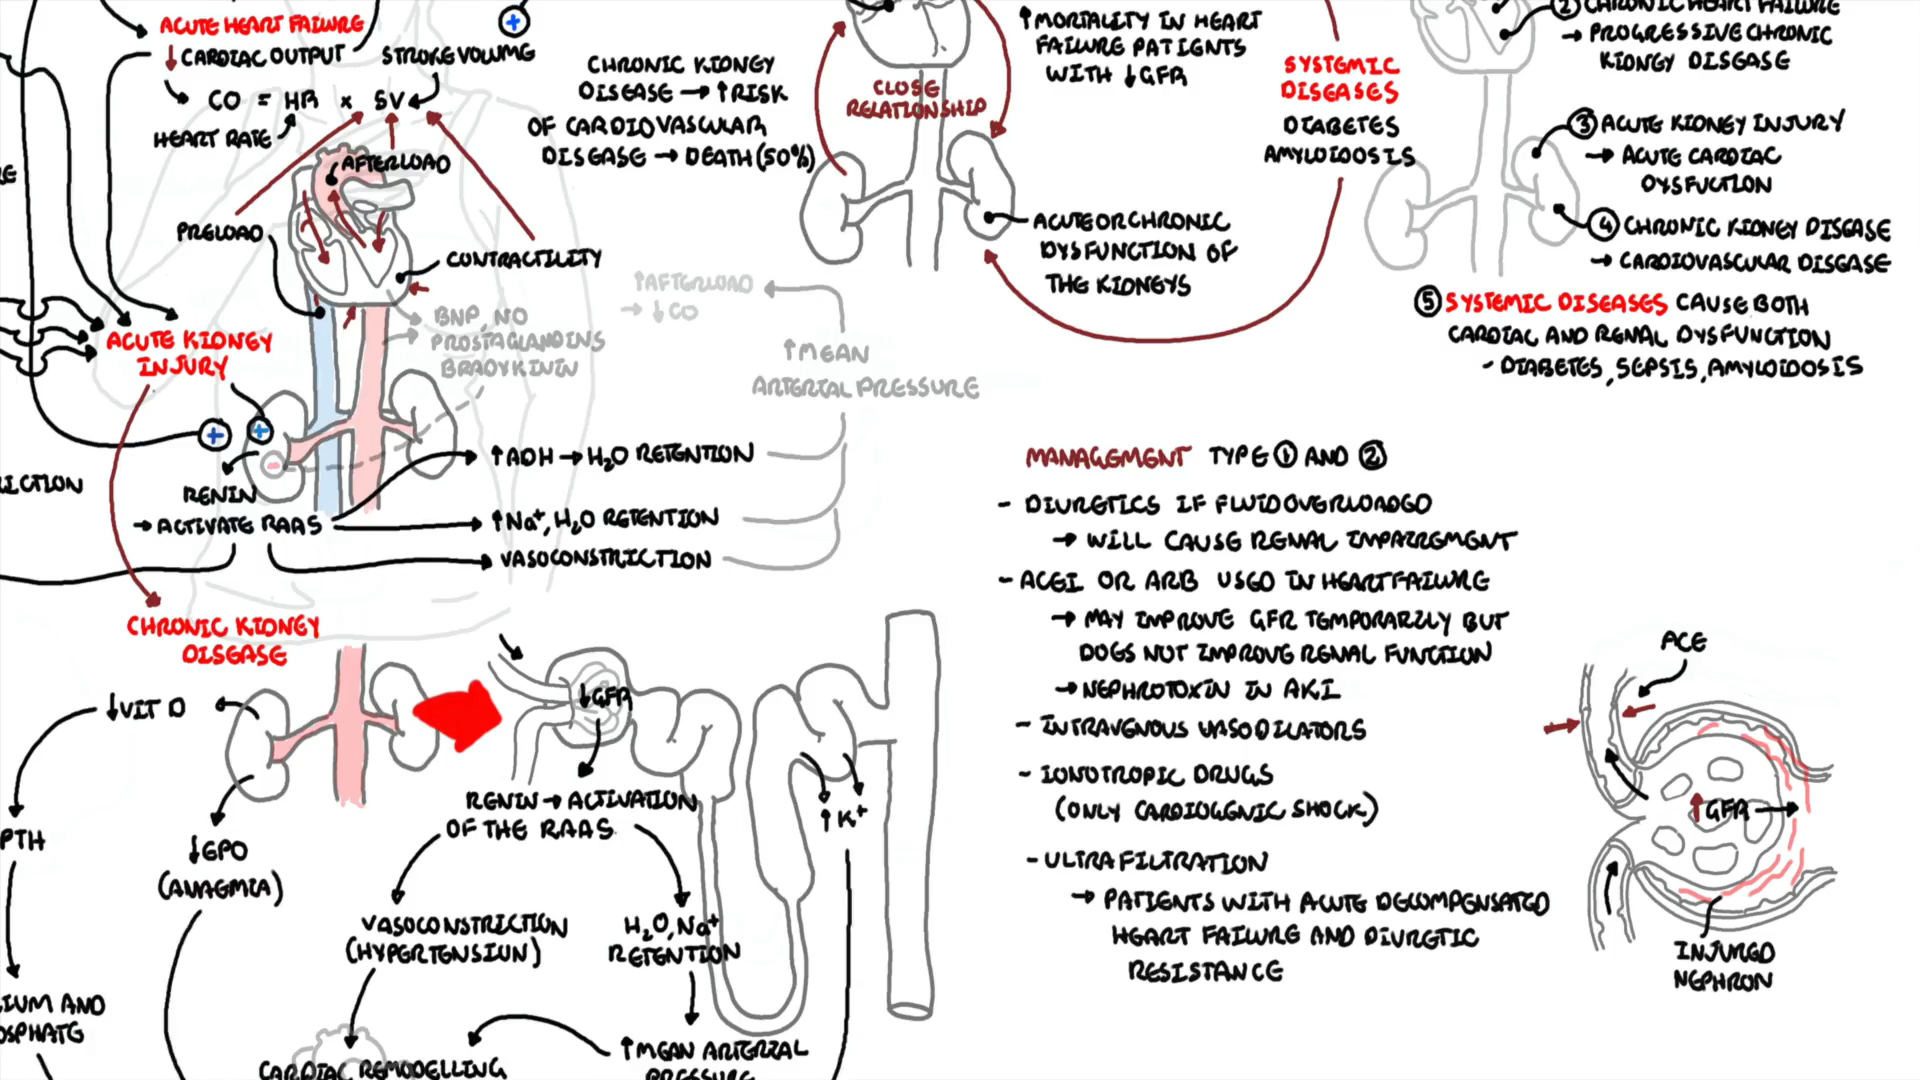 ACUTE HEART FAILURE
↓ CARDIAC OUTPUT
STROKE VOLUME
+
CO = HR x SV
HEART RATE
AFTERLOAD
PRELOAD
CONTRACTILITY
BNP, NO
PROSTAGLANDINS
BRADYKININ
↑AFTERLOAD
→ ↓CO
↑MEAN
ARTERIAL PRESSURE
ACUTE KIDNEY
INJURY
+
+
RENIN
→ ACTIVATE RAAS
↑ADH → H2O RETENTION
↑Na+, H2O RETENTION
VASOCONSTRICTION
CHRONIC KIDNEY
DISEASE
↓VIT D
PTH
↓EPO
(ANAEMIA)
IUM AND
OSPHATE
↓GFR
RENIN → ACTIVATION
OF THE RAAS
VASOCONSTRICTION
(HYPERTENSION)
H2O, Na+
RETENTION
↑K+
CARDIAC REMODELLING
↑MEAN ARTERIAL
PRESSURE
CHRONIC KIDNEY
DISEASE → ↑RISK
OF CARDIOVASCULAR
DISEASE → DEATH (50%)
CLOSE
RELATIONSHIP
↑MORTALITY IN HEART
FAILURE PATIENTS
WITH ↓GFR
ACUTE OR CHRONIC
DYSFUNCTION OF
THE KIDNEYS
SYSTEMIC
DISEASES
DIABETES
AMYLOIDOSIS
② CHRONIC HEART FAILURE
→ PROGRESSIVE CHRONIC
KIDNEY DISEASE
③ ACUTE KIDNEY INJURY
→ ACUTE CARDIAC
DYSFUCTION
④ CHRONIC KIDNEY DISEASE
→ CARDIOVASCULAR DISEASE
⑤ SYSTEMIC DISEASES CAUSE BOTH
CARDIAC AND RENAL DYSFUNCTION
- DIABETES, SEPSIS, AMYLOIDOSIS
MANAGEMENT TYPE ① AND ②
- DIURETICS IF FLUID OVERLOADED
→ WILL CAUSE RENAL IMPAIREMENT
- ACEI OR ARB USED IN HEART FAILURE
→ MAY IMPROVE GFR TEMPORARILY BUT
DOES NOT IMPROVE RENAL FUNCTION
→ NEPHROTOXIN IN AKI
- INTRAVENOUS VASODILATORS
- IONOTROPIC DRUGS
(ONLY CARDIOGENIC SHOCK)
- ULTRAFILTRATION
→ PATIENTS WITH ACUTE DECOMPENSATED
HEART FAILURE AND DIURETIC
RESISTANCE
ACE
↑GFR
INJURED
NEPHRON